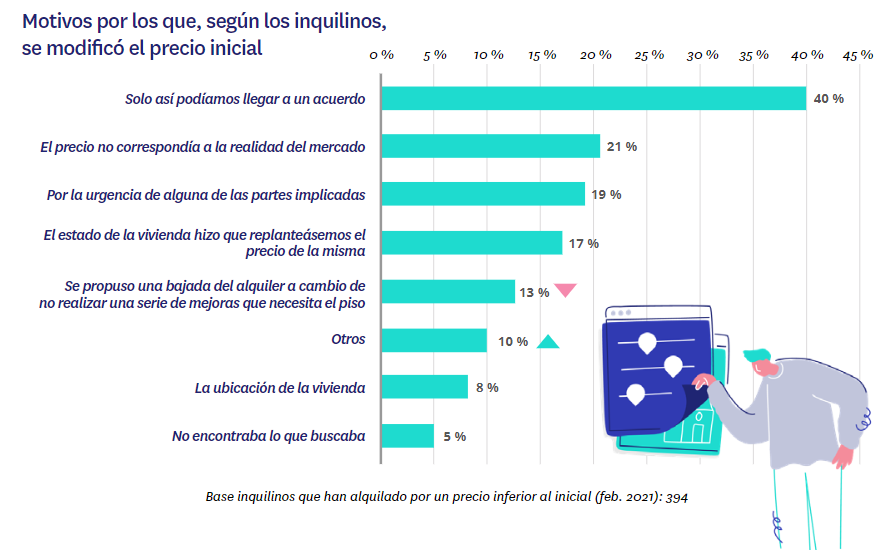 Motivos por los que, según los inquilinos,
se modificó el precio inicial
0 % 5 % 10 % 15 % 20 % 25 % 30 % 35 % 40 % 45 %
Solo así podíamos llegar a un acuerdo 40 %
El precio no correspondía a la realidad del mercado 21 %
Por la urgencia de alguna de las partes implicadas 19 %
El estado de la vivienda hizo que replanteásemos el
precio de la misma 17 %
Se propuso una bajada del alquiler a cambio de
no realizar una serie de mejoras que necesita el piso 13 %
Otros 10 %
La ubicación de la vivienda 8 %
No encontraba lo que buscaba 5 %
Base inquilinos que han alquilado por un precio inferior al inicial (feb. 2021): 394